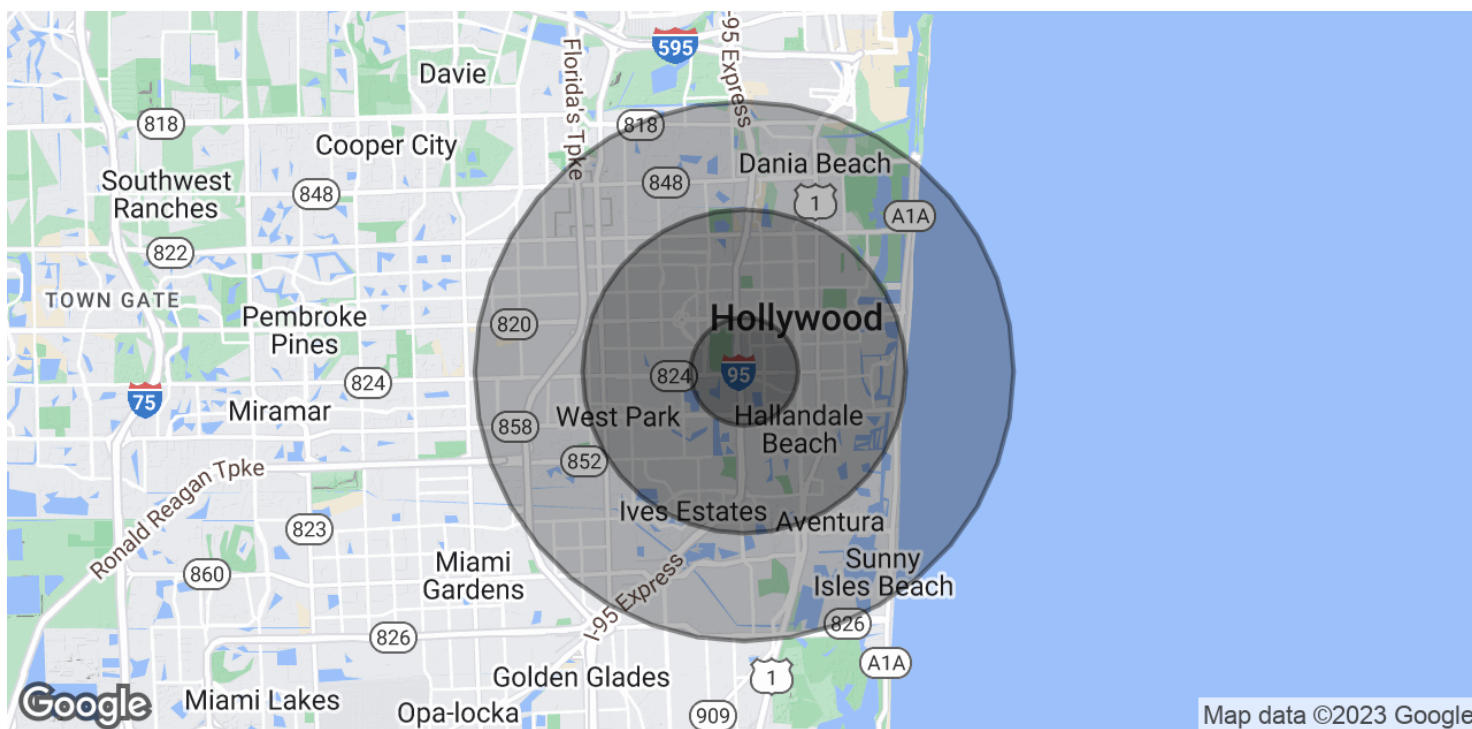 595
I-95 Express
Florida's Tpke
Davie
818
818
Cooper City
Dania Beach
Southwest
Ranches
848
848
1
A1A
822
TOWN GATE
Pembroke
Pines
820
Hollywood
75
824
824
95
Miramar
858
West Park
Hallandale
Beach
852
Ronald Reagan Tpke
823
Ives Estates
Aventura
860
Miami
Gardens
Sunny
Isles Beach
I-95 Express
826
826
A1A
Golden Glades
1
Google
Miami Lakes
Opa-locka
909
Map data ©2023 Google